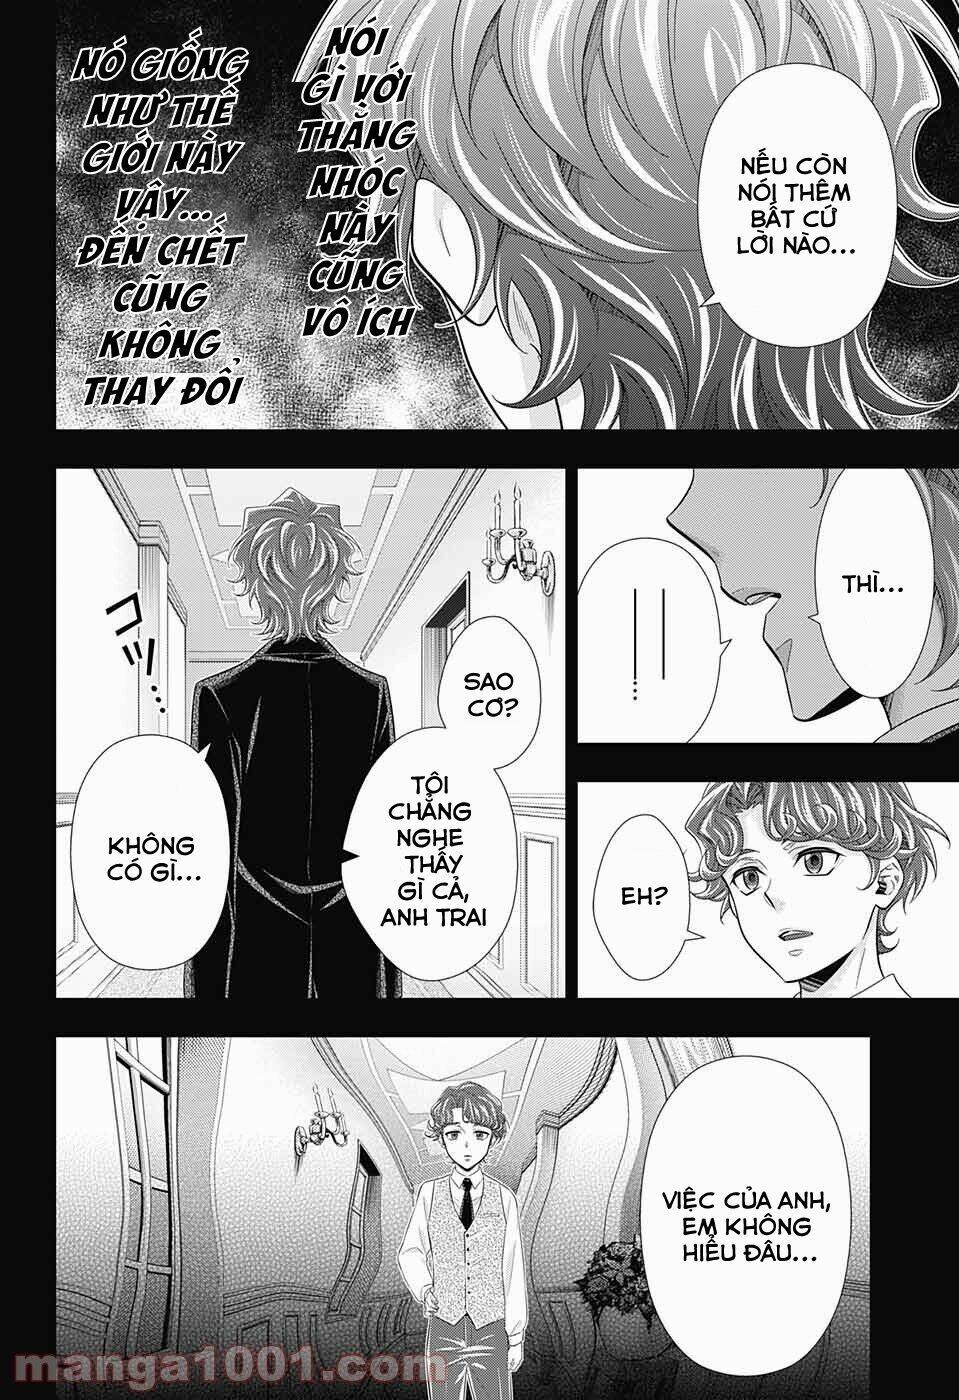 NẾU CÒN
NÓI THÊM
BẤT CỨ
LỜI NÀO...
NÓI
GÌ VỚI
THẰNG
NHÓC
NÀY
CŨNG
VÔ ÍCH
NÓ GIỐNG
NHƯ THẾ
GIỚI NÀY
VẬY...
ĐẾN CHẾT
CŨNG
KHÔNG
THAY ĐỔI
THÌ...
SAO
CƠ?
TÔI
CHẲNG
NGHE
THẤY
GÌ CẢ,
ANH TRAI
コツ
KHÔNG
CÓ GÌ...
EH?
VIỆC CỦA ANH,
EM KHÔNG
HIỂU ĐÂU...
manga1001.com